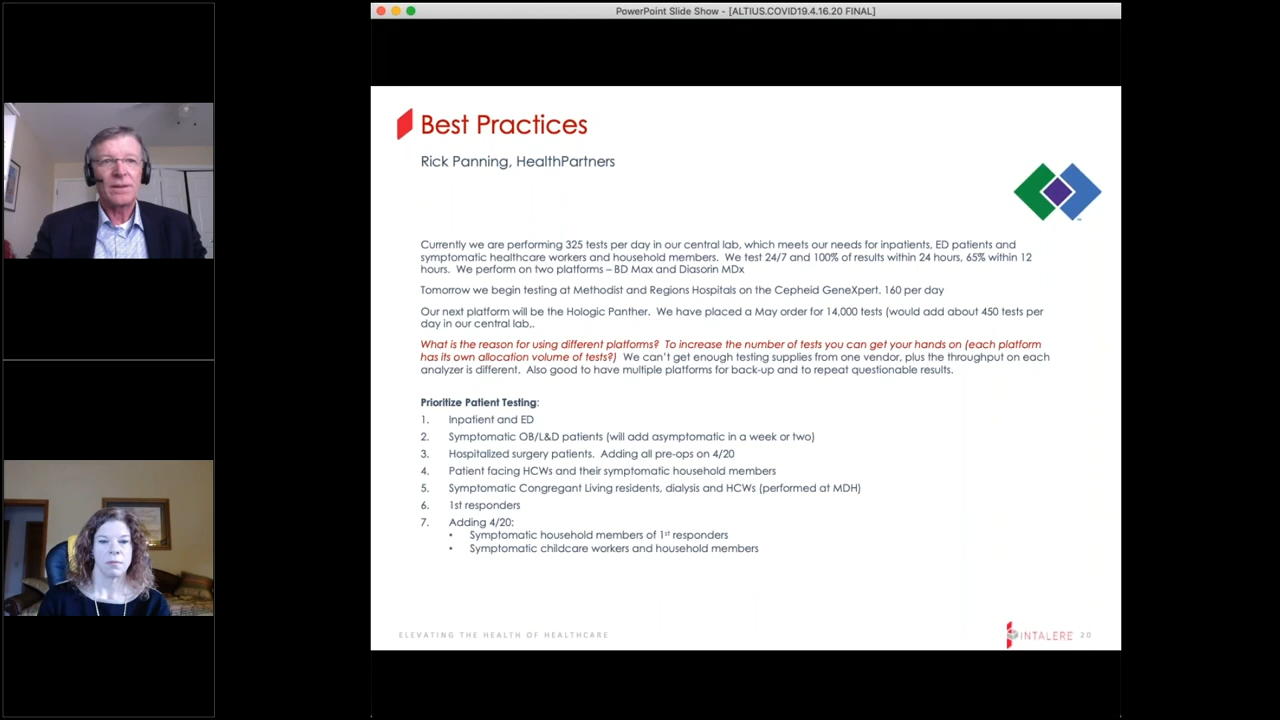 PowerPoint Slide Show - [ALTIUS.COVID19.4.16.20 FINAL]
Best Practices
Rick Panning, HealthPartners
Currently we are performing 325 tests per day in our central lab, which meets our needs for inpatients, ED patients and
symptomatic healthcare workers and household members. We test 24/7 and 100% of results within 24 hours, 65% within 12
hours. We perform on two platforms – BD Max and Diasorin MDx
Tomorrow we begin testing at Methodist and Regions Hospitals on the Cepheid GeneXpert. 160 per day
Our next platform will be the Hologic Panther. We have placed a May order for 14,000 tests (would add about 450 tests per
day in our central lab..
What is the reason for using different platforms? To increase the number of tests you can get your hands on (each platform
has its own allocation volume of tests?) We can't get enough testing supplies from one vendor, plus the throughput on each
analyzer is different. Also good to have multiple platforms for back-up and to repeat questionable results.
Prioritize Patient Testing:
1. Inpatient and ED
2. Symptomatic OB/L&D patients (will add asymptomatic in a week or two)
3. Hospitalized surgery patients. Adding all pre-ops on 4/20
4. Patient facing HCWs and their symptomatic household members
5. Symptomatic Congregant Living residents, dialysis and HCWs (performed at MDH)
6. 1st responders
7. Adding 4/20:
• Symptomatic household members of 1st responders
• Symptomatic childcare workers and household members
ELEVATING THE HEALTH OF HEALTHCARE
INTALERE 20